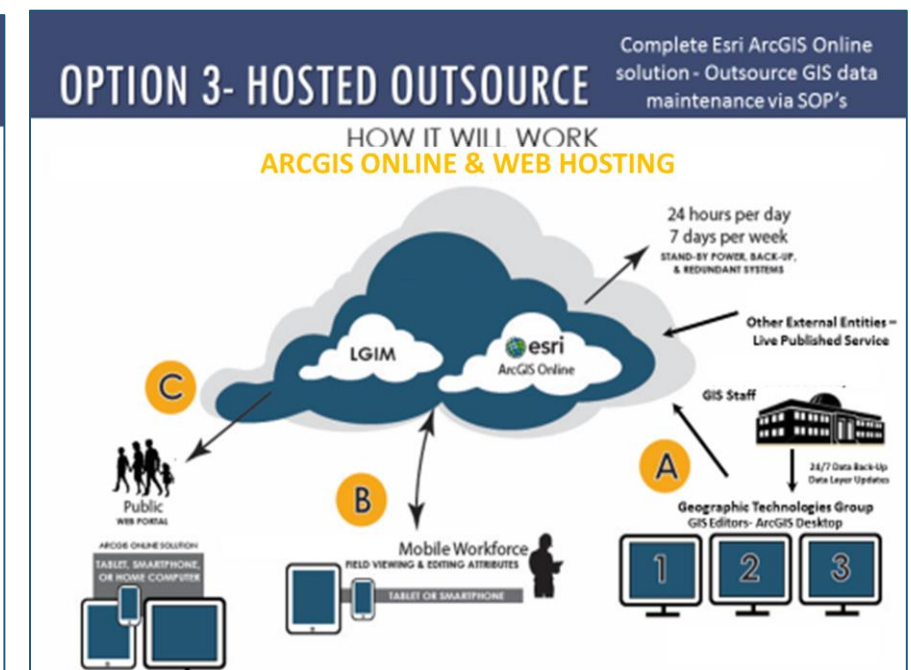 OPTION 3- HOSTED OUTSOURCE
Complete Esri ArcGIS Online
solution - Outsource GIS data
maintenance via SOP's
HOW IT WILL WORK
ARCGIS ONLINE & WEB HOSTING
24 hours per day
7 days per week
STAND-BY POWER, BACK-UP,
& REDUNDANT SYSTEMS
Other External Entities –
Live Published Service
LGIM
esri
ArcGIS Online
C
GIS Staff
A
24/7 Data Back-Up
Data Layer Updates
B
Public
WEB PORTAL
Geographic Technologies Group
GIS Editors- ArcGIS Desktop
Mobile Workforce
FIELD VIEWING & EDITING ATTRIBUTES
ARCGIS ONLINE SOLUTION
TABLET, SMARTPHONE,
OR HOME COMPUTER
TABLET OR SMARTPHONE
1
2
3